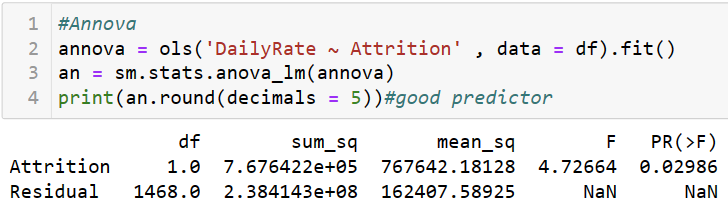 1 #Annova
2 annova = ols('DailyRate ~ Attrition' , data = df).fit()
3 an = sm.stats.anova_lm(annova)
4 print(an.round(decimals = 5))#good predictor
df sum_sq mean_sq F PR(>F)
Attrition 1.0 7.676422e+05 767642.18128 4.72664 0.02986
Residual 1468.0 2.384143e+08 162407.58925 NaN NaN